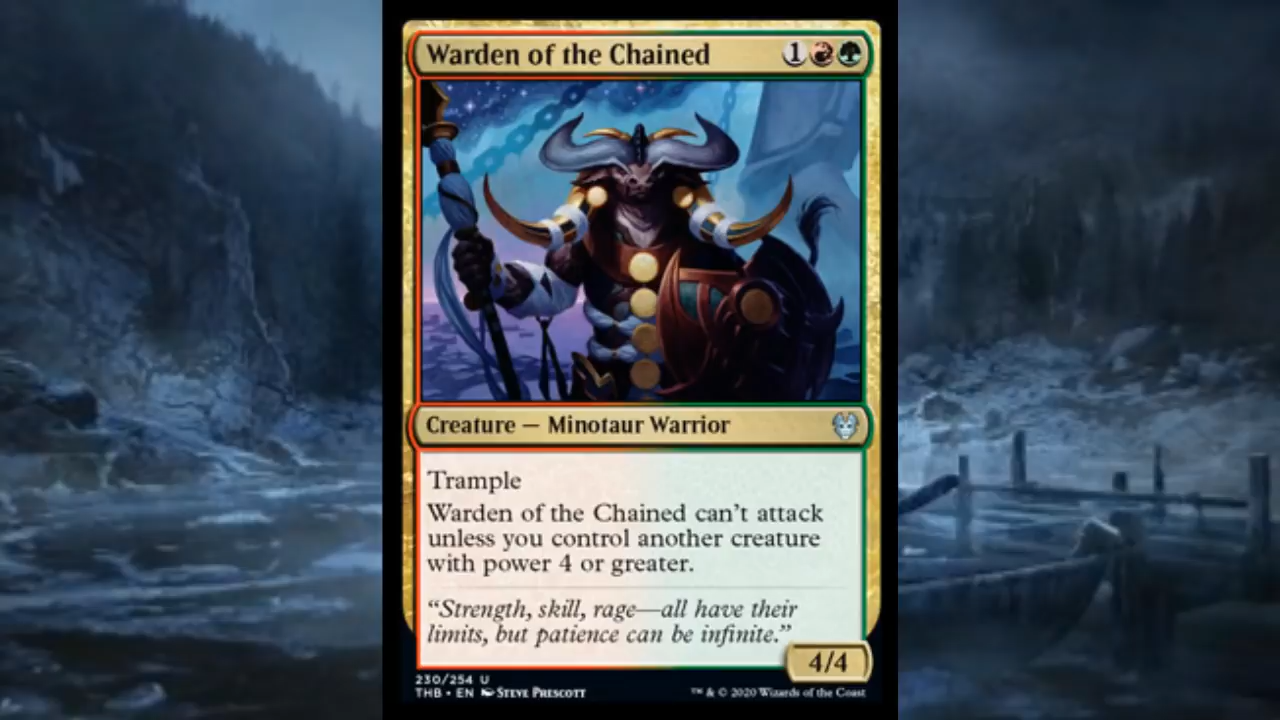 Warden of the Chained 1
Creature — Minotaur Warrior
Trample
Warden of the Chained can't attack
unless you control another creature
with power 4 or greater.
“Strength, skill, rage—all have their
limits, but patience can be infinite.”
4/4
230/254 U
THB • EN Steve Prescott
™ & © 2020 Wizards of the Coast